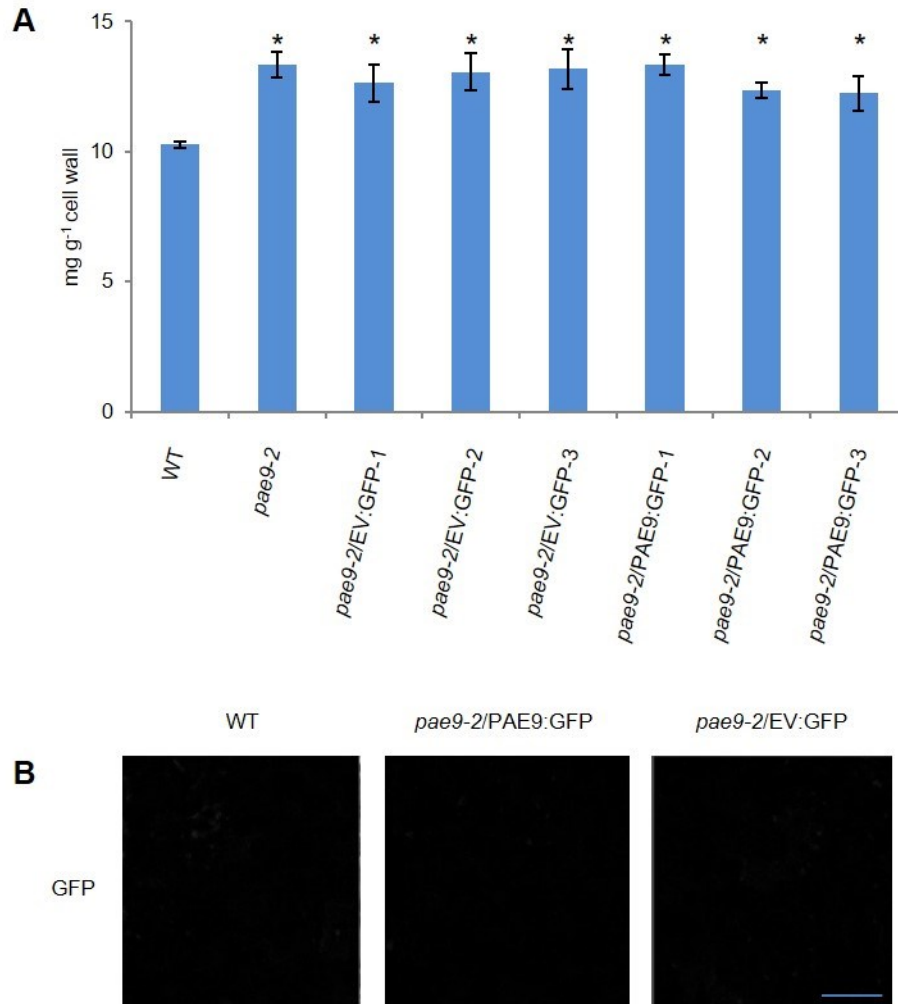 A
15
10
5
0
mg g⁻¹ cell wall
*
*
*
*
*
*
*
WT
pae9-2
pae9-2/EV:GFP-1
pae9-2/EV:GFP-2
pae9-2/EV:GFP-3
pae9-2/PAE9:GFP-1
pae9-2/PAE9:GFP-2
pae9-2/PAE9:GFP-3
WT
pae9-2/PAE9:GFP
pae9-2/EV:GFP
B
GFP